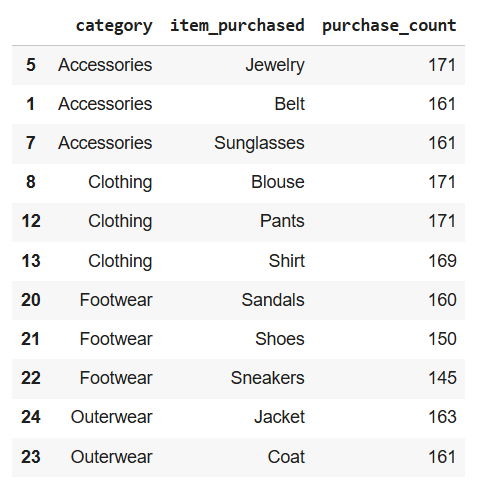 category item_purchased purchase_count
5 Accessories Jewelry 171
1 Accessories Belt 161
7 Accessories Sunglasses 161
8 Clothing Blouse 171
12 Clothing Pants 171
13 Clothing Shirt 169
20 Footwear Sandals 160
21 Footwear Shoes 150
22 Footwear Sneakers 145
24 Outerwear Jacket 163
23 Outerwear Coat 161